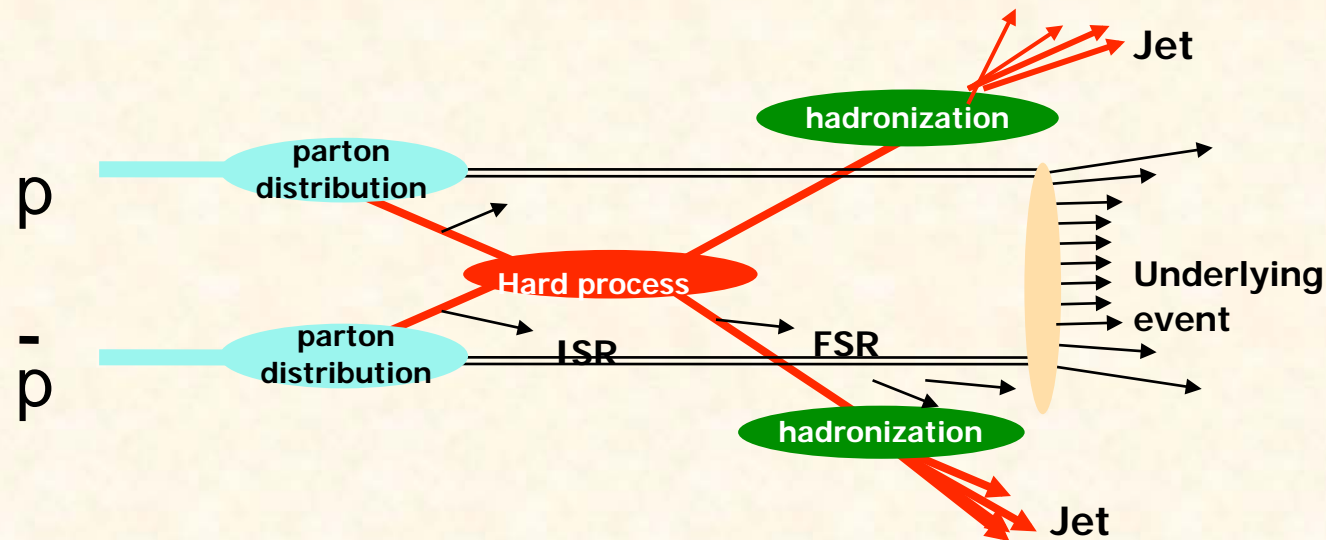 Jet
hadronization
parton
distribution
p
Hard process
Underlying
event
parton
distribution
ISR
FSR
p̄
hadronization
Jet